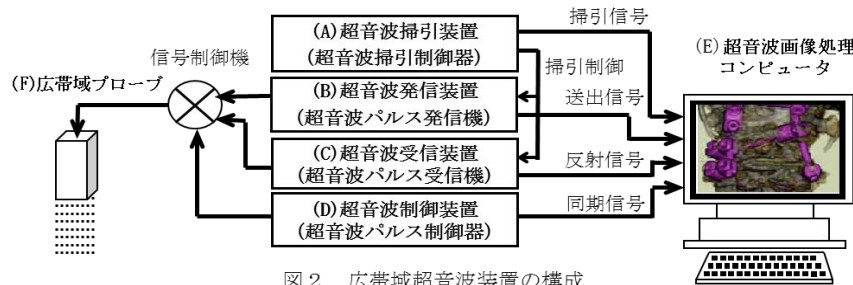 (A)超音波掃引装置
(超音波掃引制御器)
掃引信号
信号制御機
掃引制御
(E)超音波画像処理
コンピュータ
(F)広帯域プローブ
(B)超音波発信装置
(超音波パルス発信機)
送出信号
(C)超音波受信装置
(超音波パルス受信機)
反射信号
(D)超音波制御装置
(超音波パルス制御器)
同期信号
図2 広帯域超音波装置の構成